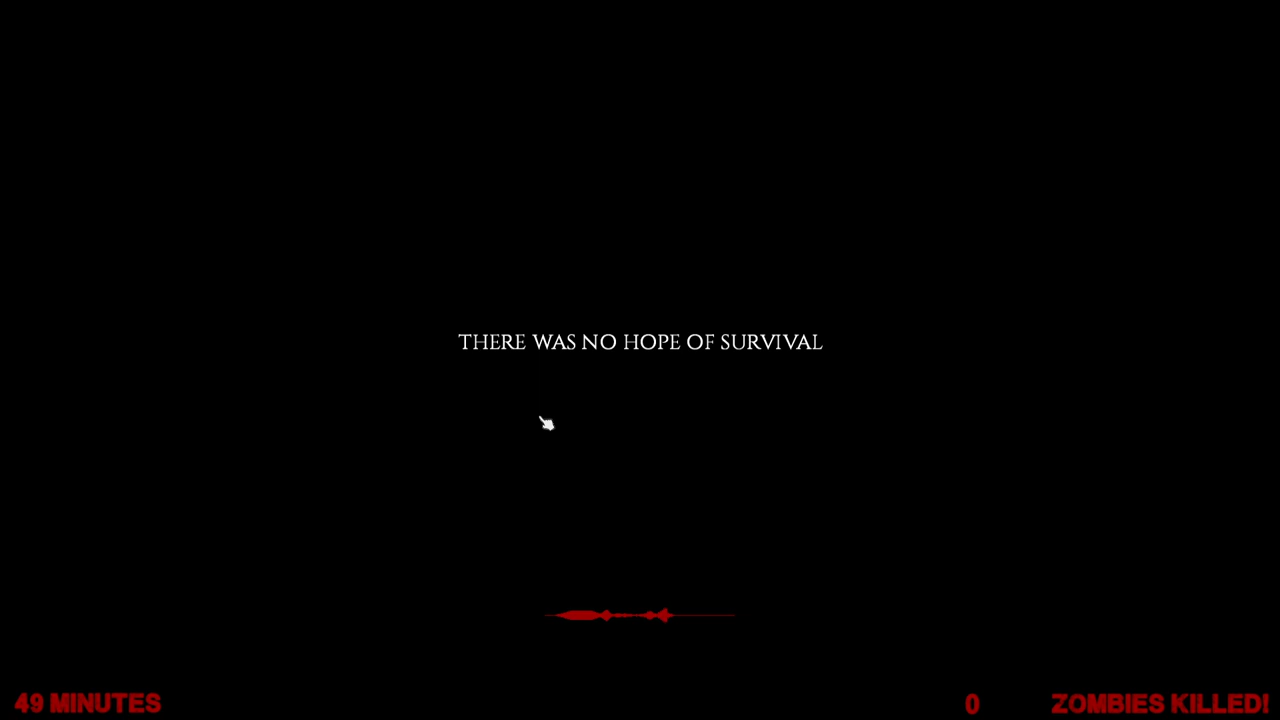 THERE WAS NO HOPE OF SURVIVAL
49 MINUTES
0 ZOMBIES KILLED!